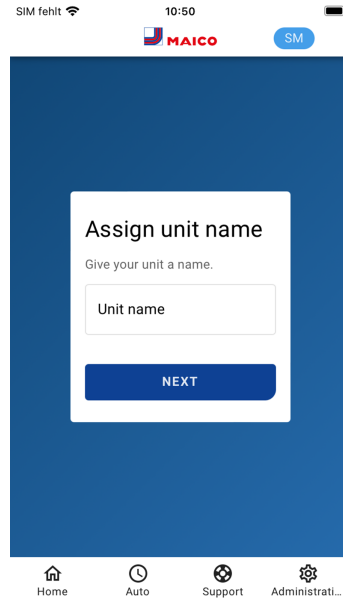 SIM fehlt 10:50
MAICO SM
Assign unit name
Give your unit a name.
Unit name
NEXT
Home Auto Support Administrati...